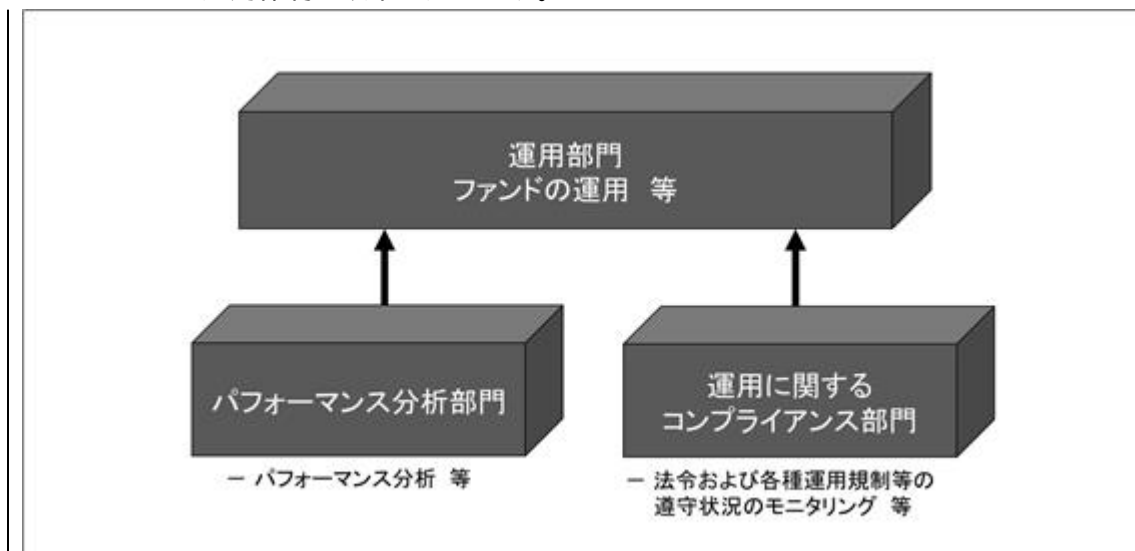 運用部門
ファンドの運用 等
パフォーマンス分析部門
運用に関する
コンプライアンス部門
－ パフォーマンス分析 等
－ 法令および各種運用規制等の
遵守状況のモニタリング 等